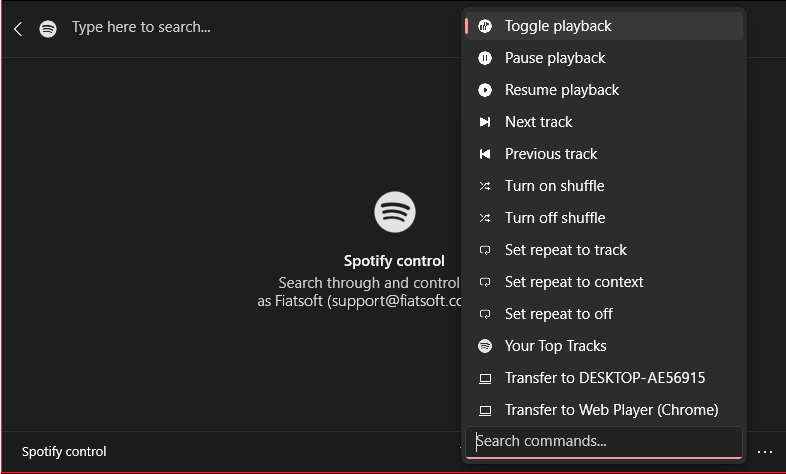 Type here to search...
Toggle playback
Pause playback
Resume playback
Next track
Previous track
Turn on shuffle
Turn off shuffle
Set repeat to track
Set repeat to context
Set repeat to off
Your Top Tracks
Transfer to DESKTOP-AE56915
Transfer to Web Player (Chrome)
Search commands...
Spotify control
Search through and control
as Fiatsoft (support@fiatsoft.co
Spotify control